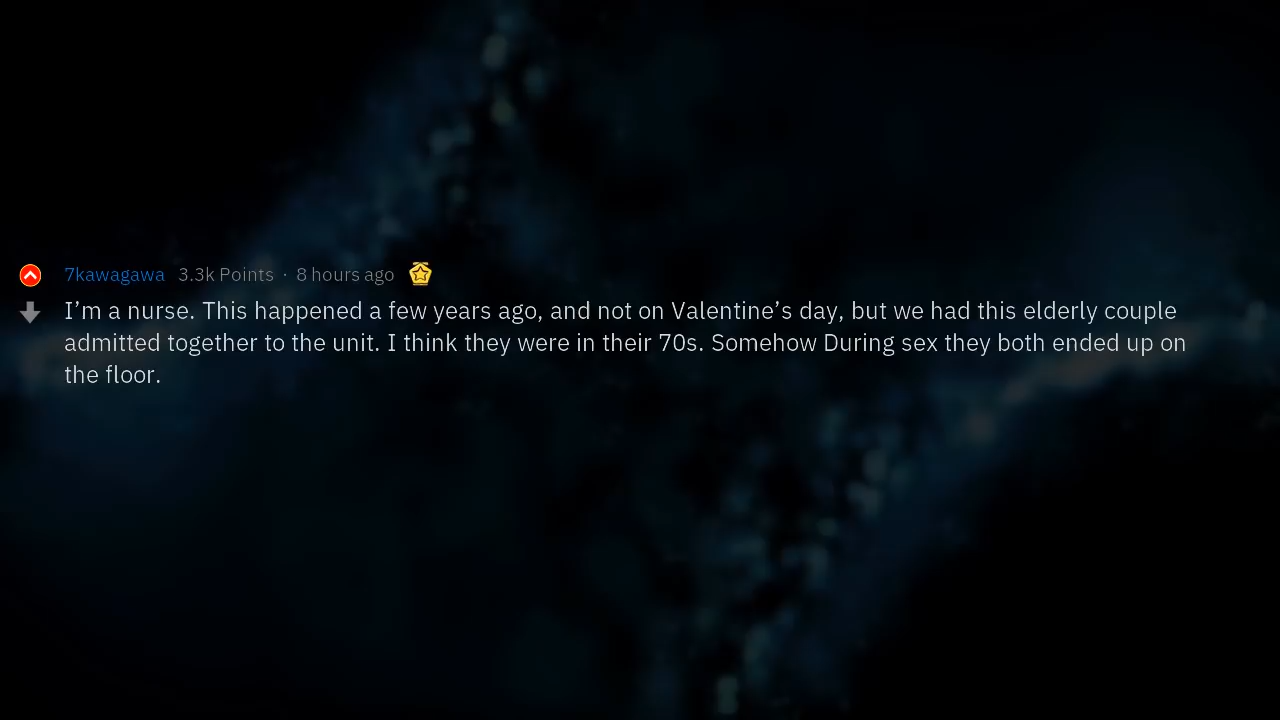 7kawagawa 3.3k Points · 8 hours ago
I’m a nurse. This happened a few years ago, and not on Valentine’s day, but we had this elderly couple
admitted together to the unit. I think they were in their 70s. Somehow During sex they both ended up on
the floor.